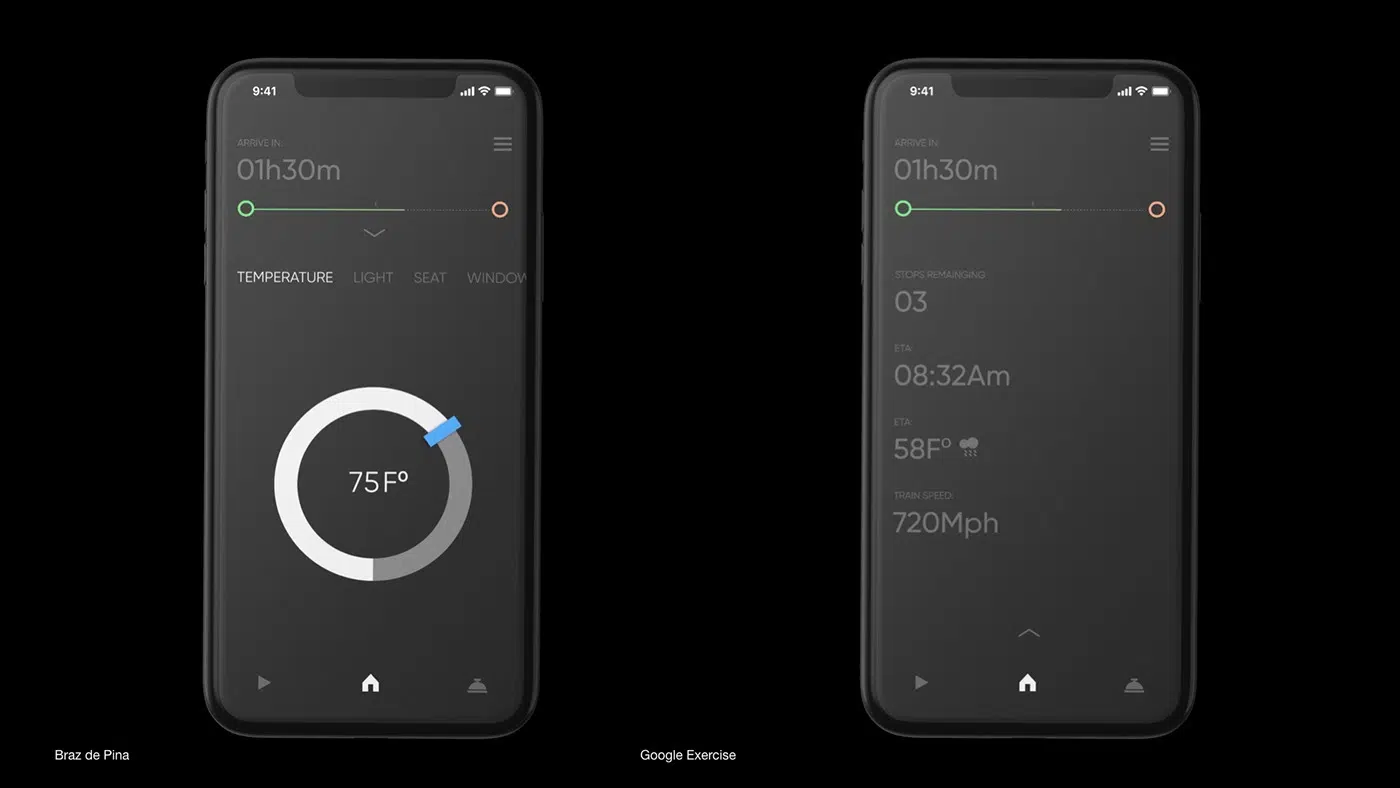 9:41
ARRIVE IN:
01h30m
TEMPERATURE LIGHT SEAT WINDOW
75Fº
9:41
ARRIVE IN:
01h30m
STOPS REMAINGING
03
ETA:
08:32Am
ETA:
58Fº
TRAIN SPEED:
720Mph
Braz de Pina
Google Exercise